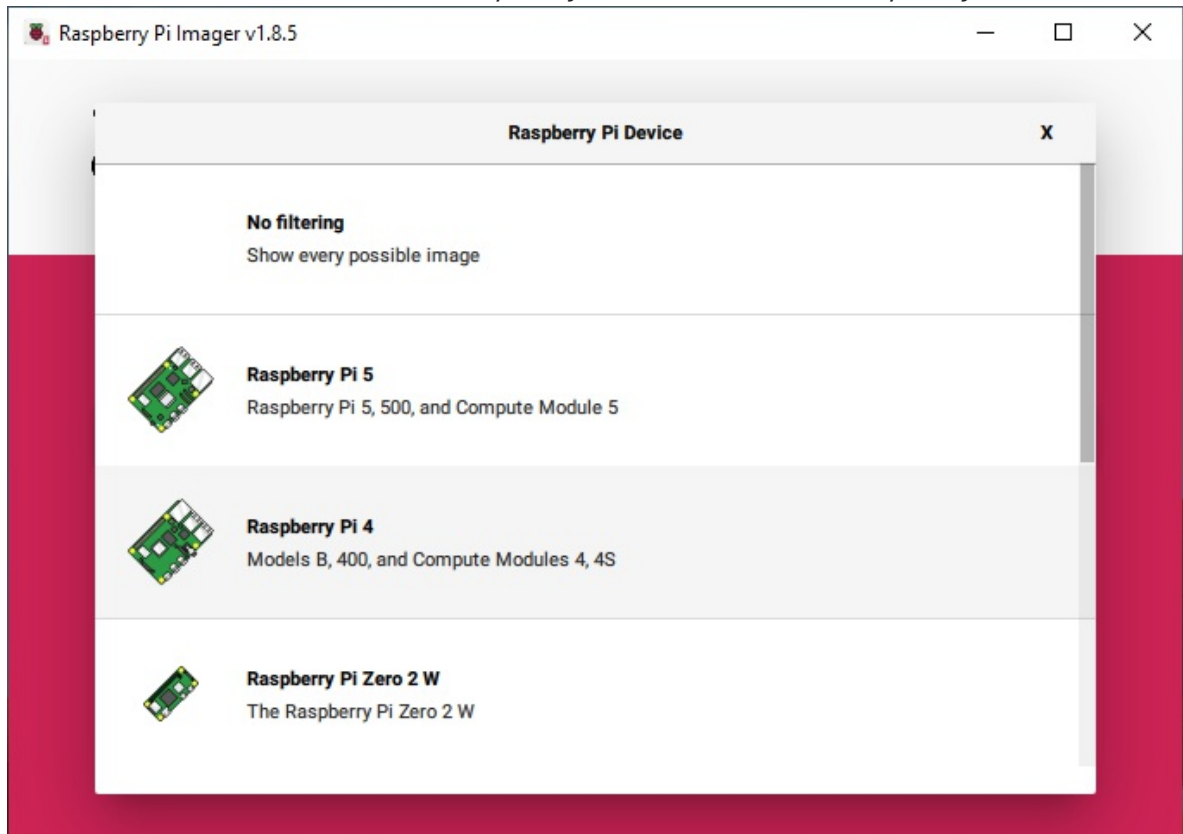 Raspberry Pi Imager v1.8.5
Raspberry Pi Device X
No filtering
Show every possible image
Raspberry Pi 5
Raspberry Pi 5, 500, and Compute Module 5
Raspberry Pi 4
Models B, 400, and Compute Modules 4, 4S
Raspberry Pi Zero 2 W
The Raspberry Pi Zero 2 W